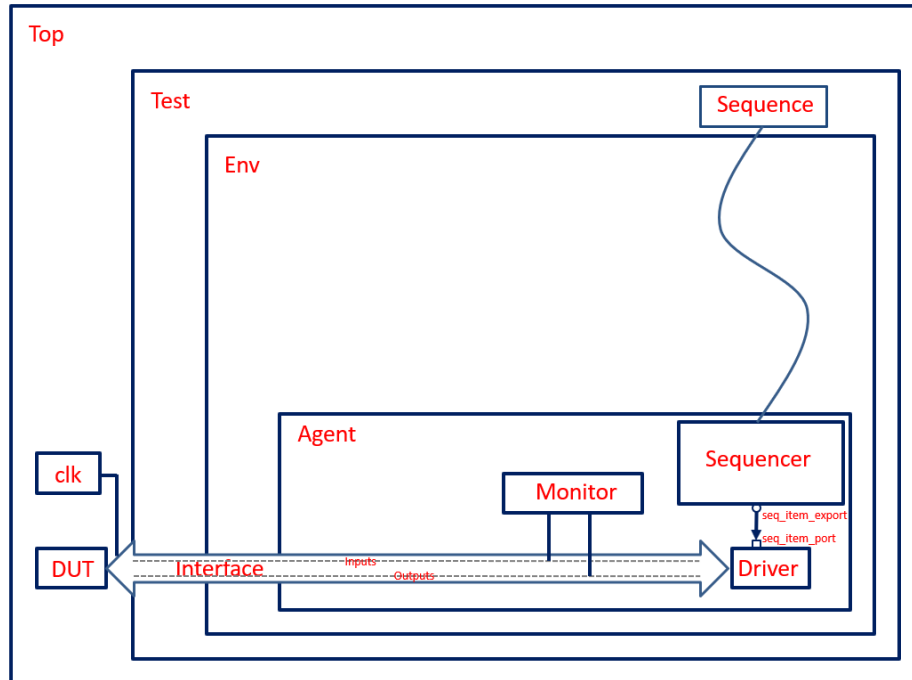 Top
Test
Sequence
Env
Agent
Sequencer
clk
Monitor
seq_item_export
seq_item_port
DUT
Interface
Inputs
Outputs
Driver